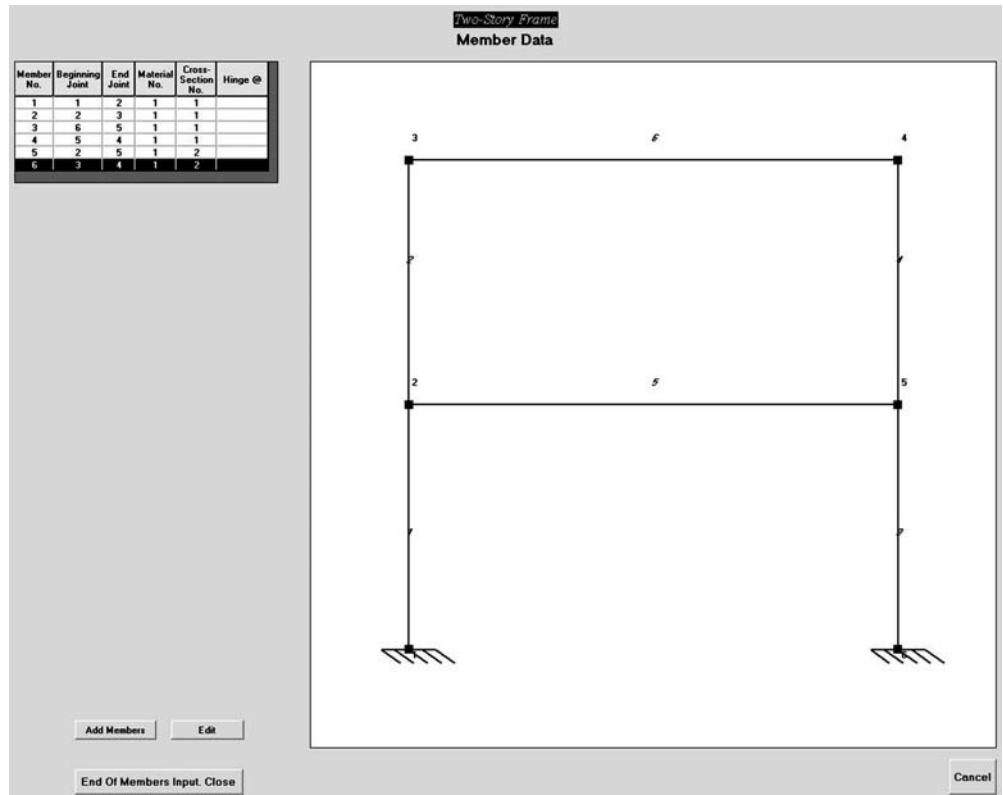 Two-Story Frame
Member Data
Member No. Beginning Joint End Joint Material No. Cross-Section No. Hinge @
1 1 2 1 1
2 2 3 1 1
3 6 5 1 1
4 5 4 1 1
5 2 5 1 2
6 3 4 1 2
3 6 4
2 4
2 5 5
1 3
Add Members Edit
End Of Members Input. Close
Cancel